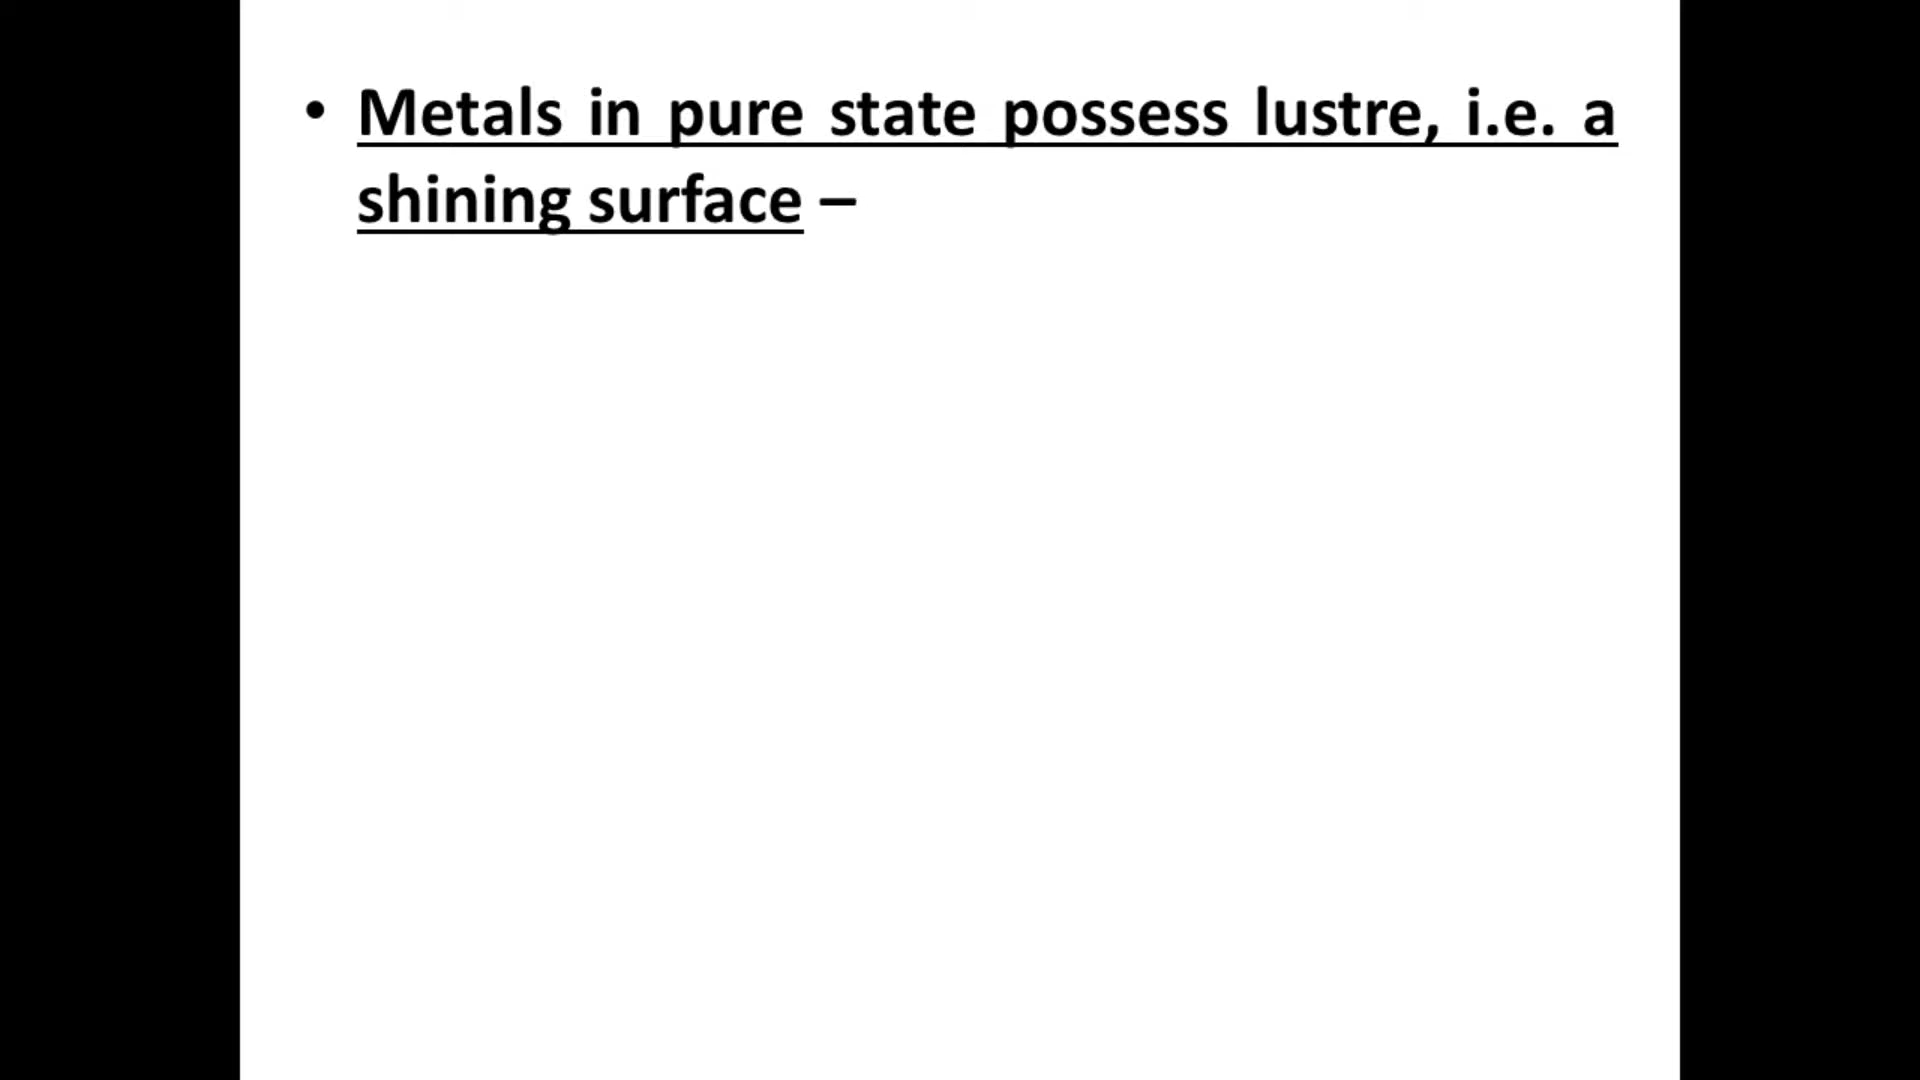 • Metals in pure state possess lustre, i.e. a
shining surface –